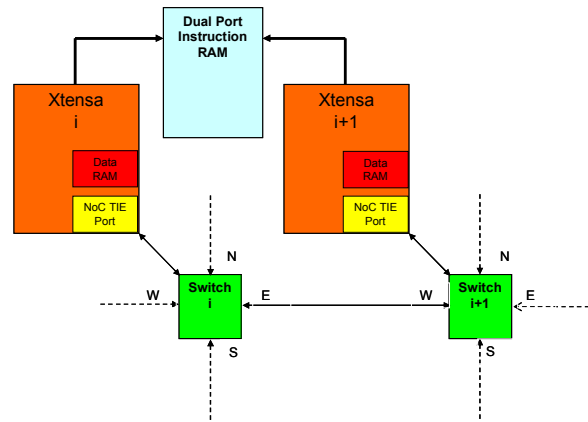 Dual Port
Instruction
RAM
Xtensa
i
Xtensa
i+1
Data
RAM
Data
RAM
NoC TIE
Port
NoC TIE
Port
N
N
Switch
i
Switch
i+1
W
E
W
E
S
S